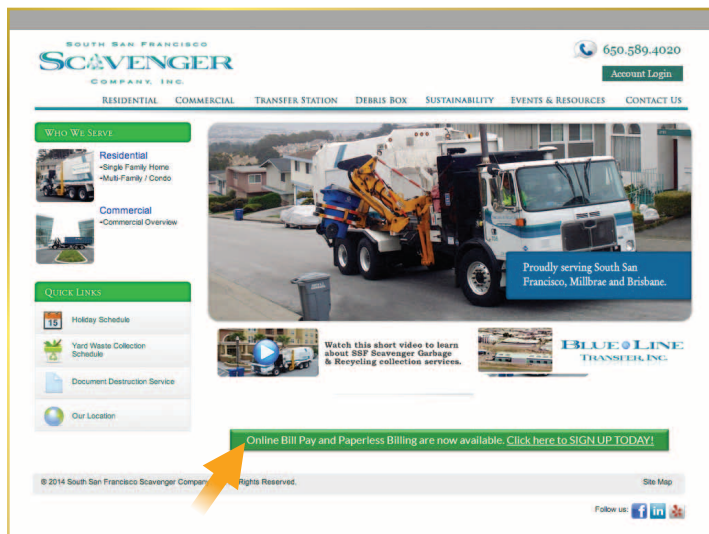 SOUTH SAN FRANCISCO
SCAVENGER
COMPANY, INC.
650.589.4020
Account Login
RESIDENTIAL COMMERCIAL TRANSFER STATION DEBRIS BOX SUSTAINABILITY EVENTS & RESOURCES CONTACT US
WHO WE SERVE
Residential
•Single Family Home
•Multi-Family / Condo
Commercial
•Commercial Overview
Proudly serving South San
Francisco, Millbrae and Brisbane.
QUICK LINKS
15
Holiday Schedule
Yard Waste Collection
Schedule
Document Destruction Service
Our Location
Watch this short video to learn
about SSF Scavenger Garbage
& Recycling collection services.
BLUE LINE
TRANSFER, INC.
Online Bill Pay and Paperless Billing are now available. Click here to SIGN UP TODAY!
© 2014 South San Francisco Scavenger Company Rights Reserved.
Site Map
Follow us: f in